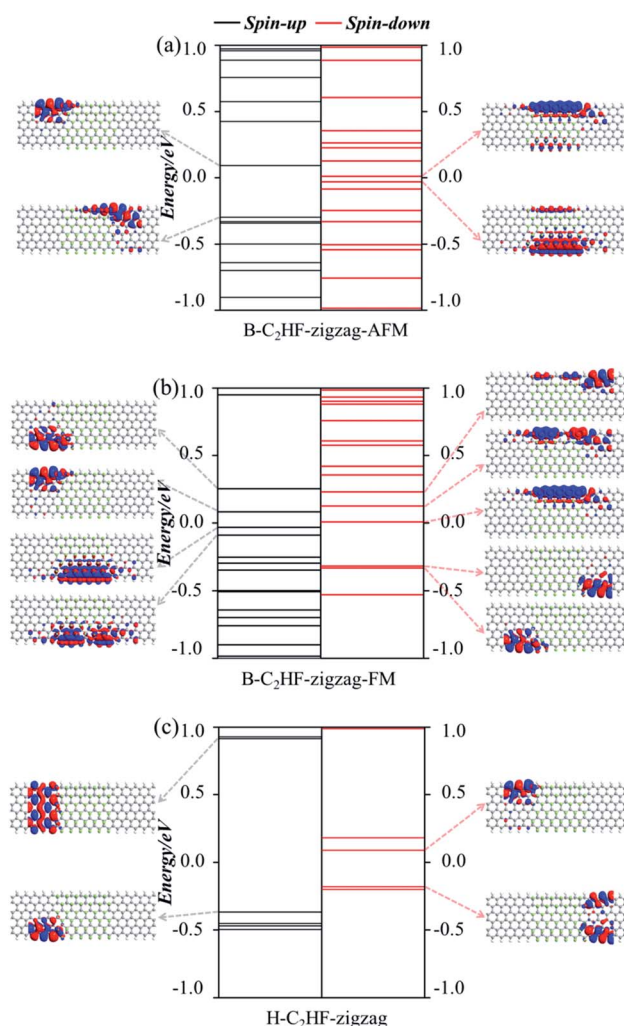 Spin-up Spin-down
(a)
1.0 1.0
0.5 0.5
0.0 0.0
-0.5 -0.5
-1.0 -1.0
Energy/eV
B-C₂HF-zigzag-AFM
(b)
1.0 1.0
0.5 0.5
0.0 0.0
-0.5 -0.5
-1.0 -1.0
Energy/eV
B-C₂HF-zigzag-FM
(c)
1.0 1.0
0.5 0.5
0.0 0.0
-0.5 -0.5
-1.0 -1.0
Energy/eV
H-C₂HF-zigzag